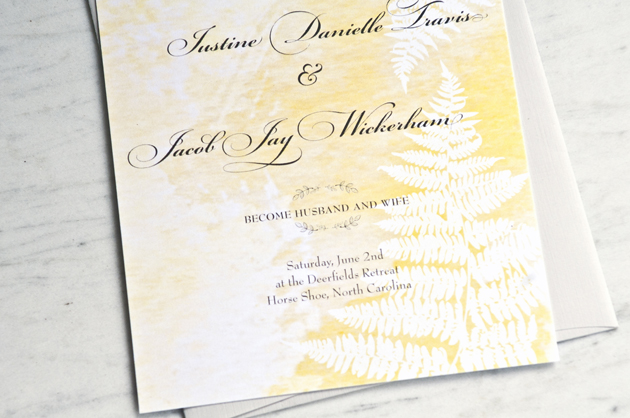 Justine Danielle Travis
&
Jacob Jay Wickerham
BECOME HUSBAND AND WIFE
Saturday, June 2nd
at the Deerfields Retreat
Horse Shoe, North Carolina